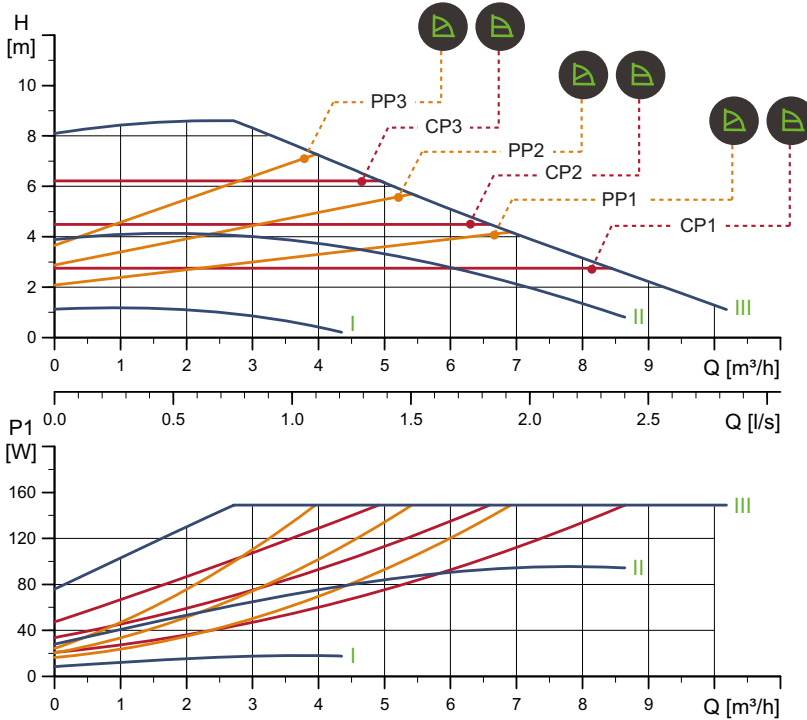 H
[m]
10
8
6
4
2
0
PP3
CP3
PP2
CP2
PP1
CP1
I
II
III
0 1 2 3 4 5 6 7 8 9 Q [m³/h]
0.0 0.5 1.0 1.5 2.0 2.5 Q [l/s]
P1
[W]
160
120
80
40
0
III
II
I
0 1 2 3 4 5 6 7 8 9 Q [m³/h]